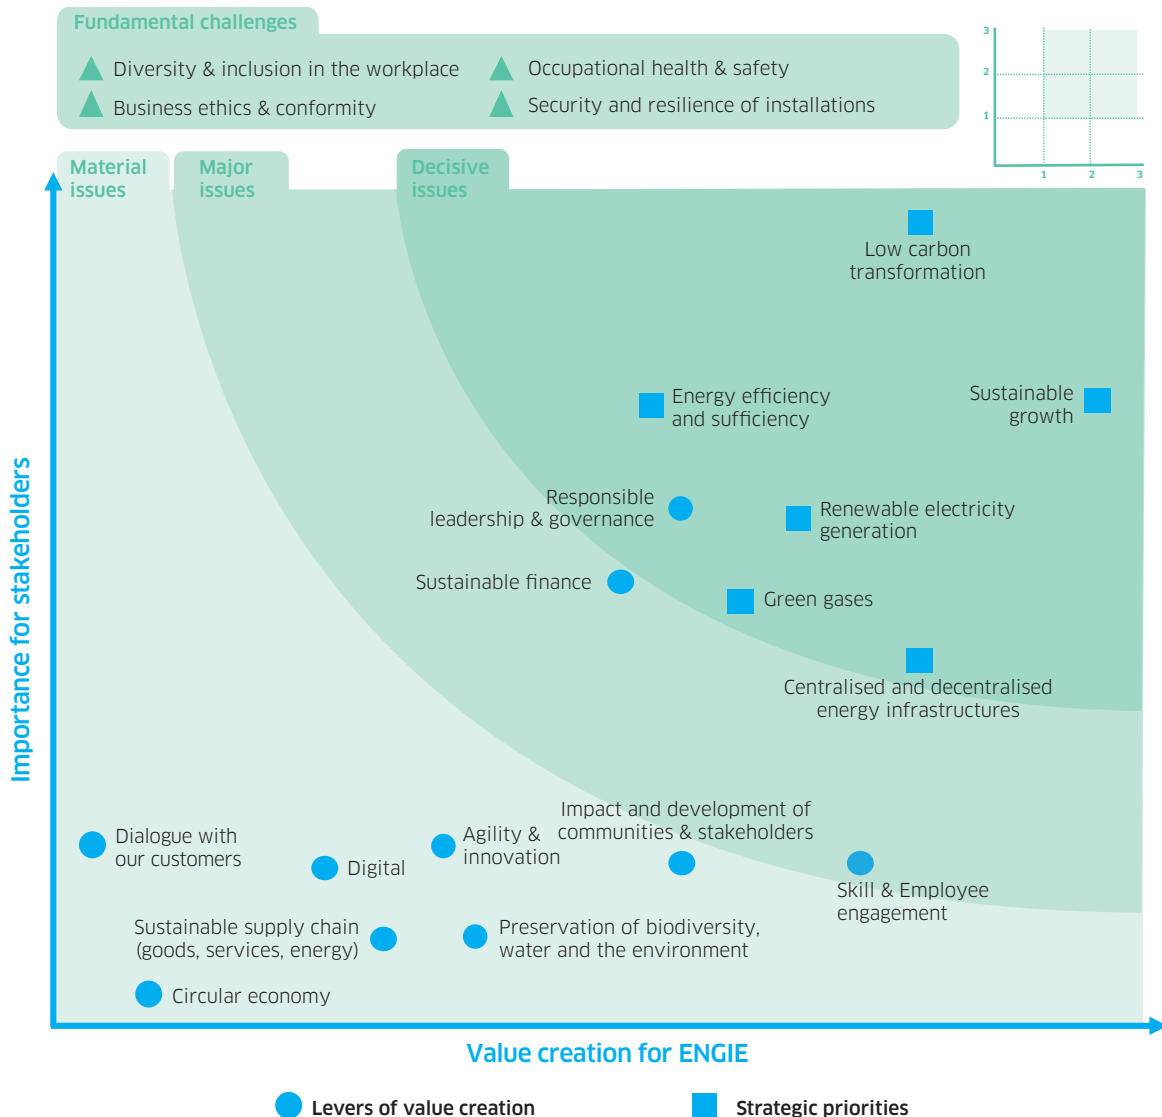 Fundamental challenges
Diversity & inclusion in the workplace
Occupational health & safety
Business ethics & conformity
Security and resilience of installations
3
2
1
1
2
3
Material
issues
Major
issues
Decisive
issues
Low carbon
transformation
Energy efficiency
and sufficiency
Sustainable
growth
Responsible
leadership & governance
Renewable electricity
generation
Sustainable finance
Green gases
Centralised and decentralised
energy infrastructures
Importance for stakeholders
Impact and development of
communities & stakeholders
Dialogue with
our customers
Agility &
innovation
Digital
Skill & Employee
engagement
Sustainable supply chain
(goods, services, energy)
Preservation of biodiversity,
water and the environment
Circular economy
Value creation for ENGIE
Levers of value creation
Strategic priorities